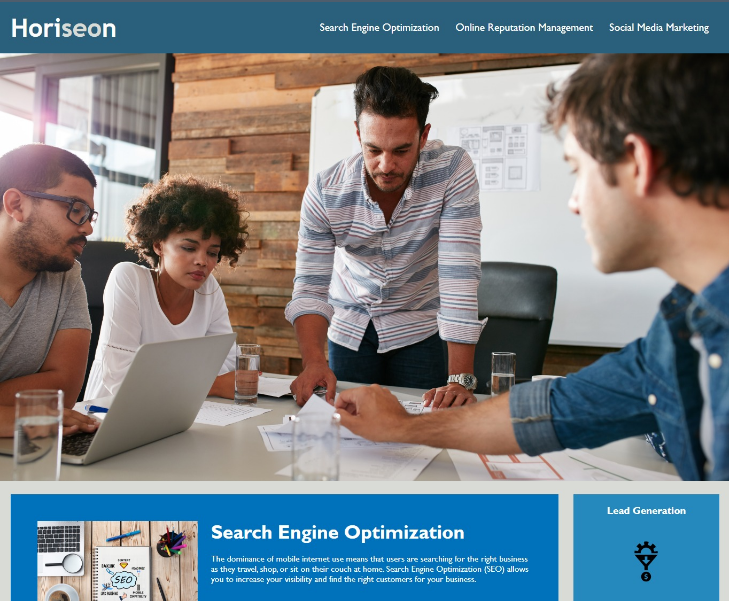 Horiseon
Search Engine Optimization Online Reputation Management Social Media Marketing
Search Engine Optimization
The dominance of mobile internet use means that users are searching for the right business
as they travel, shop, or sit on their couch at home. Search Engine Optimization (SEO) allows
you to increase your visibility and find the right customers for your business.
SEO
Lead Generation